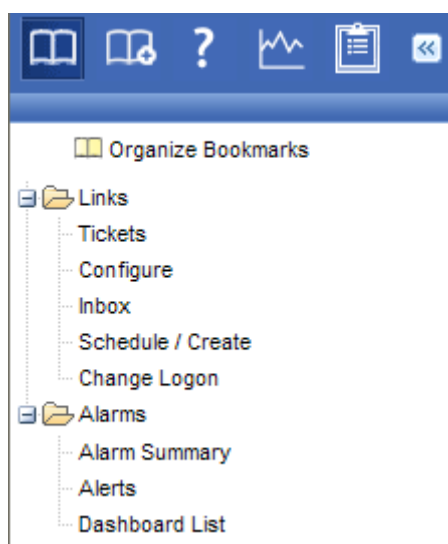 ?
Organize Bookmarks
Links
Tickets
Configure
Inbox
Schedule / Create
Change Logon
Alarms
Alarm Summary
Alerts
Dashboard List